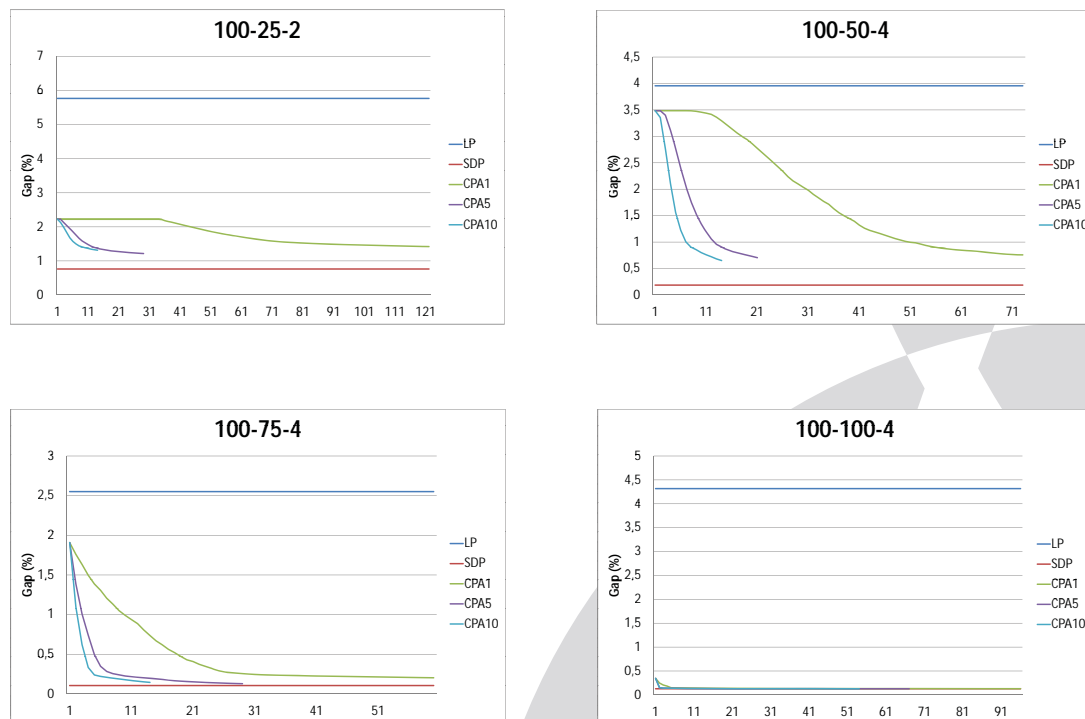 100-25-2
7
6
5
4
3
2
1
0
Gap (%)
1 11 21 31 41 51 61 71 81 91 101 111 121
LP
SDP
CPA1
CPA5
CPA10
100-50-4
4,5
4
3,5
3
2,5
2
1,5
1
0,5
0
Gap (%)
1 11 21 31 41 51 61 71
LP
SDP
CPA1
CPA5
CPA10
100-75-4
3
2,5
2
1,5
1
0,5
0
Gap (%)
1 11 21 31 41 51
LP
SDP
CPA1
CPA5
CPA10
100-100-4
5
4,5
4
3,5
3
2,5
2
1,5
1
0,5
0
Gap (%)
1 11 21 31 41 51 61 71 81 91
LP
SDP
CPA1
CPA5
CPA10